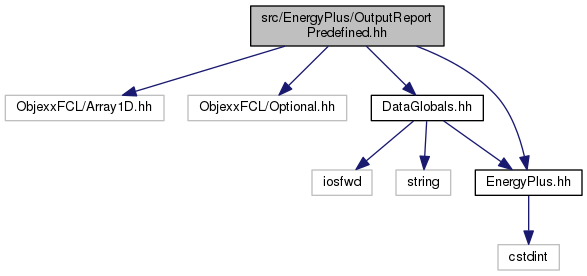 src/EnergyPlus/OutputReport
Predefined.hh
ObjexxFCL/Array1D.hh
ObjexxFCL/Optional.hh
DataGlobals.hh
iosfwd
string
EnergyPlus.hh
cstdint